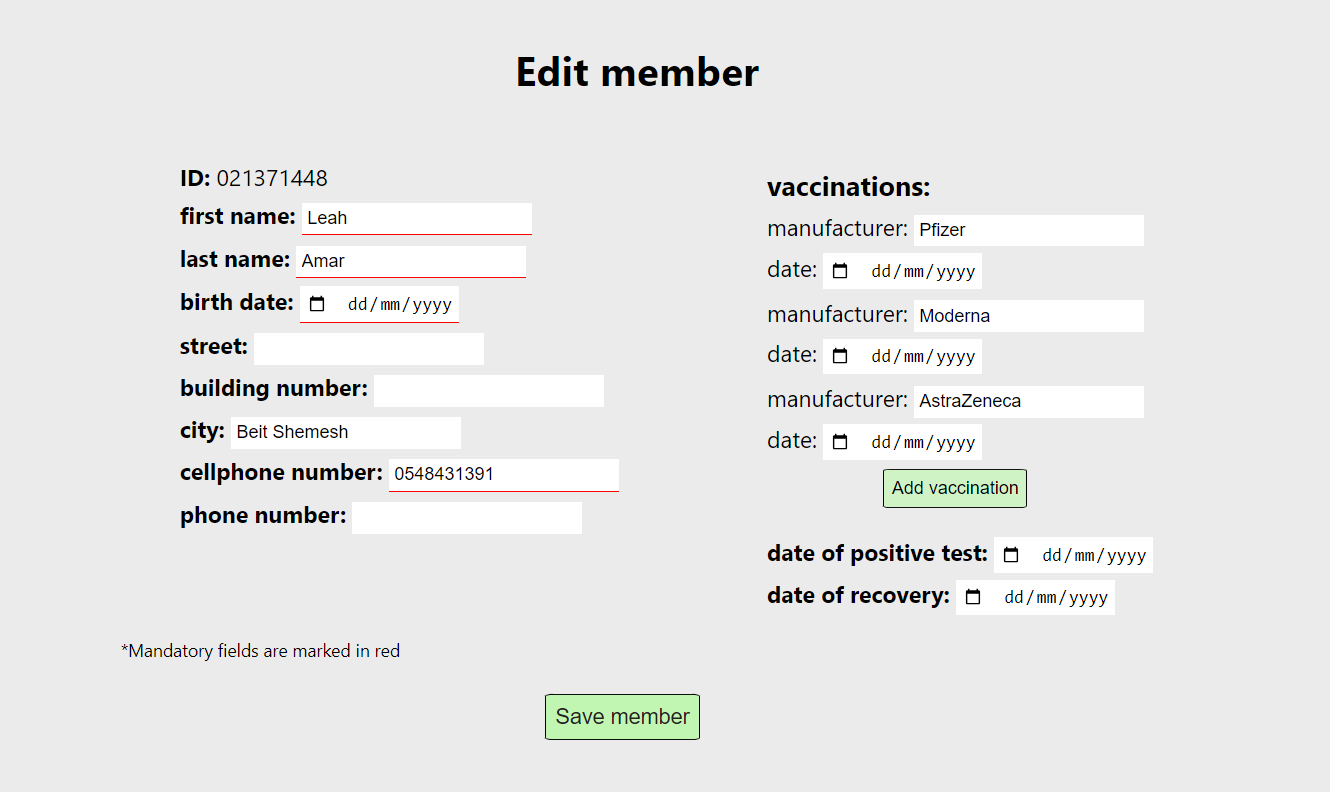 Edit member
ID: 021371448
first name: Leah
last name: Amar
birth date: dd/mm/yyyy
street:
building number:
city: Beit Shemesh
cellphone number: 0548431391
phone number:
vaccinations:
manufacturer: Pfizer
date: dd/mm/yyyy
manufacturer: Moderna
date: dd/mm/yyyy
manufacturer: AstraZeneca
date: dd/mm/yyyy
Add vaccination
date of positive test: dd/mm/yyyy
date of recovery: dd/mm/yyyy
*Mandatory fields are marked in red
Save member